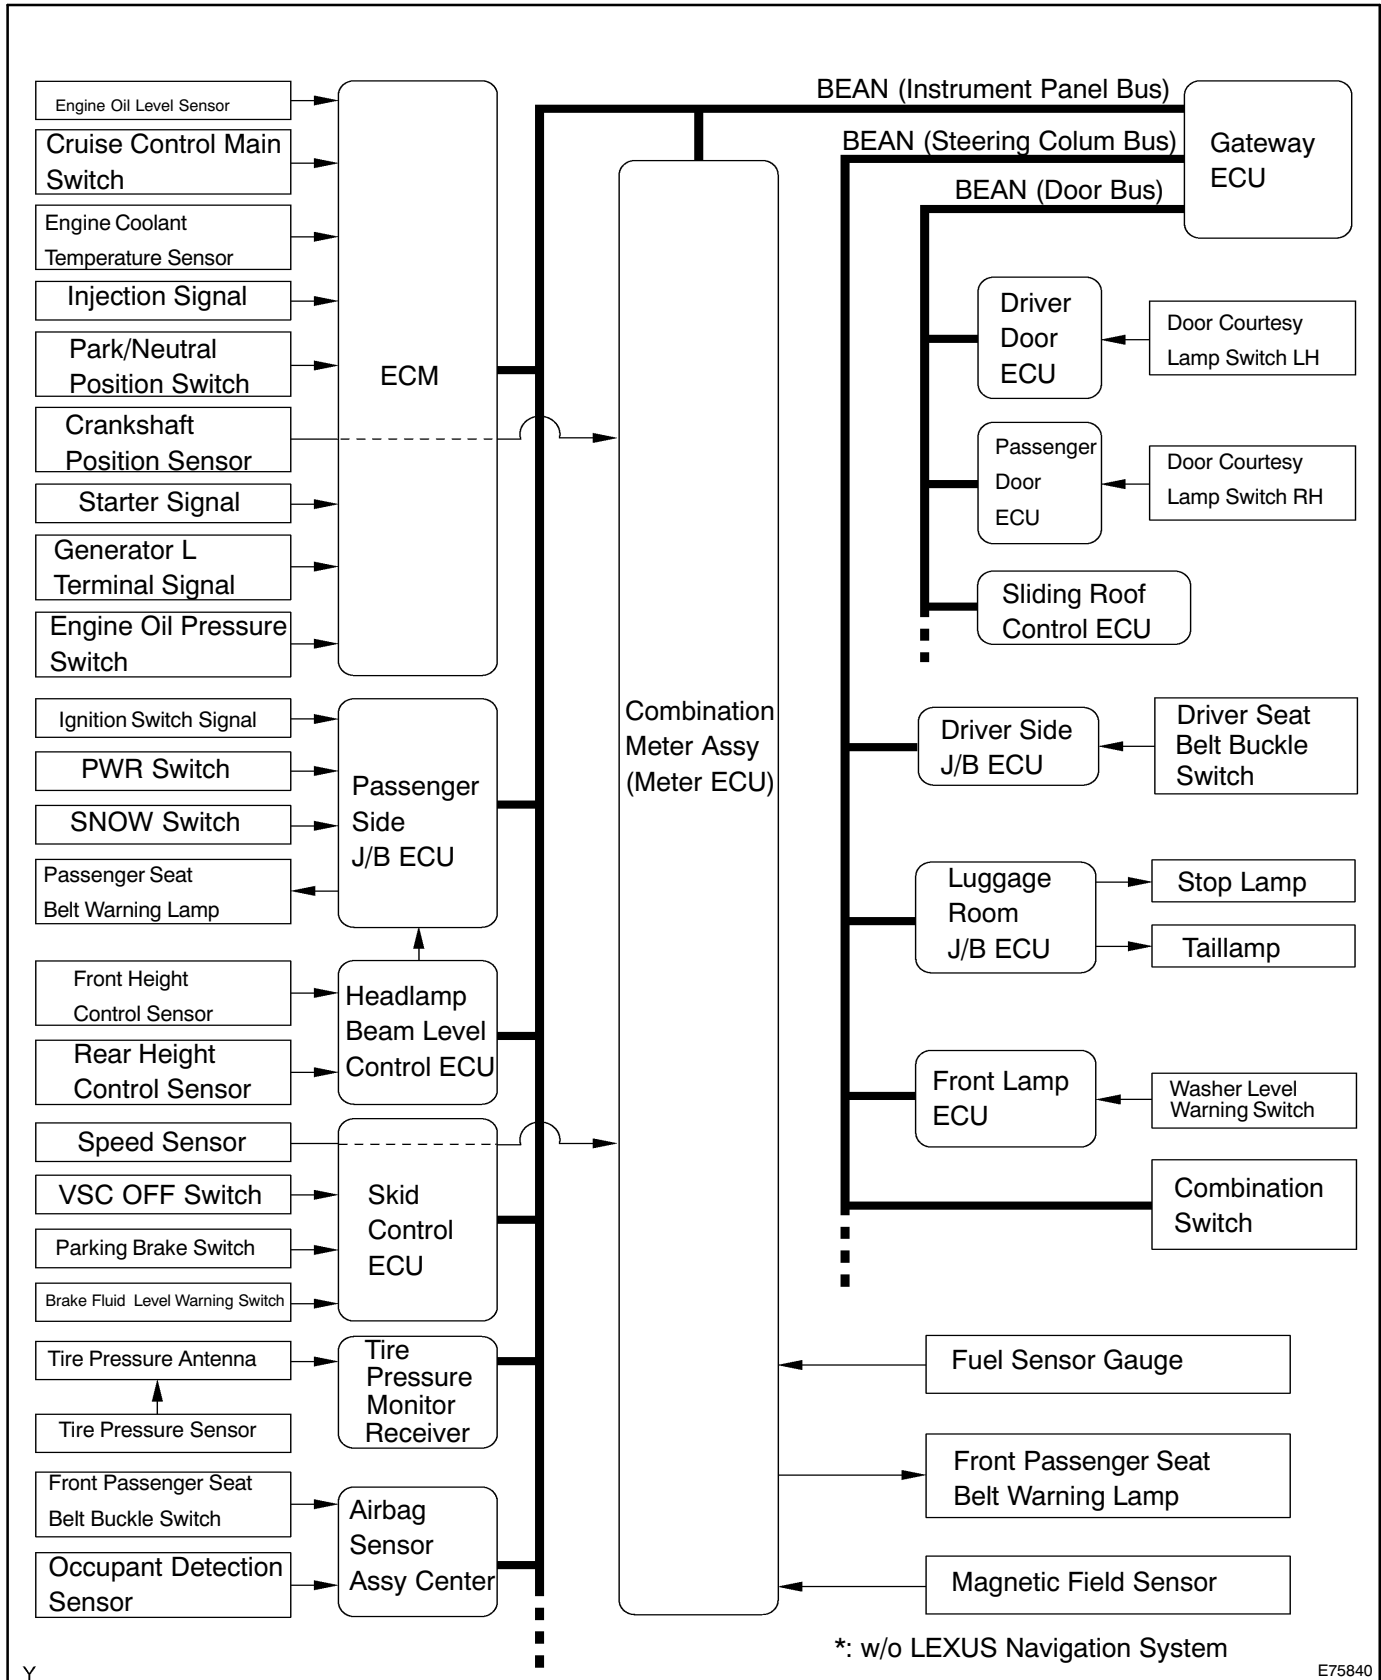 BEAN (Instrument Panel Bus)
BEAN (Steering Colum Bus)
BEAN (Door Bus)
Gateway
ECU
Engine Oil Level Sensor
Cruise Control Main
Switch
Engine Coolant
Temperature Sensor
Injection Signal
Park/Neutral
Position Switch
Crankshaft
Position Sensor
Starter Signal
Generator L
Terminal Signal
Engine Oil Pressure
Switch
ECM
Ignition Switch Signal
PWR Switch
SNOW Switch
Passenger Seat
Belt Warning Lamp
Passenger
Side
J/B ECU
Front Height
Control Sensor
Rear Height
Control Sensor
Headlamp
Beam Level
Control ECU
Speed Sensor
VSC OFF Switch
Parking Brake Switch
Brake Fluid Level Warning Switch
Skid
Control
ECU
Tire Pressure Antenna
Tire Pressure Sensor
Tire
Pressure
Monitor
Receiver
Front Passenger Seat
Belt Buckle Switch
Occupant Detection
Sensor
Airbag
Sensor
Assy Center
Combination
Meter Assy
(Meter ECU)
Driver
Door
ECU
Door Courtesy
Lamp Switch LH
Passenger
Door
ECU
Door Courtesy
Lamp Switch RH
Sliding Roof
Control ECU
Driver Side
J/B ECU
Driver Seat
Belt Buckle
Switch
Luggage
Room
J/B ECU
Stop Lamp
Taillamp
Front Lamp
ECU
Washer Level
Warning Switch
Combination
Switch
Fuel Sensor Gauge
Front Passenger Seat
Belt Warning Lamp
Magnetic Field Sensor
*: w/o LEXUS Navigation System
Y
E75840